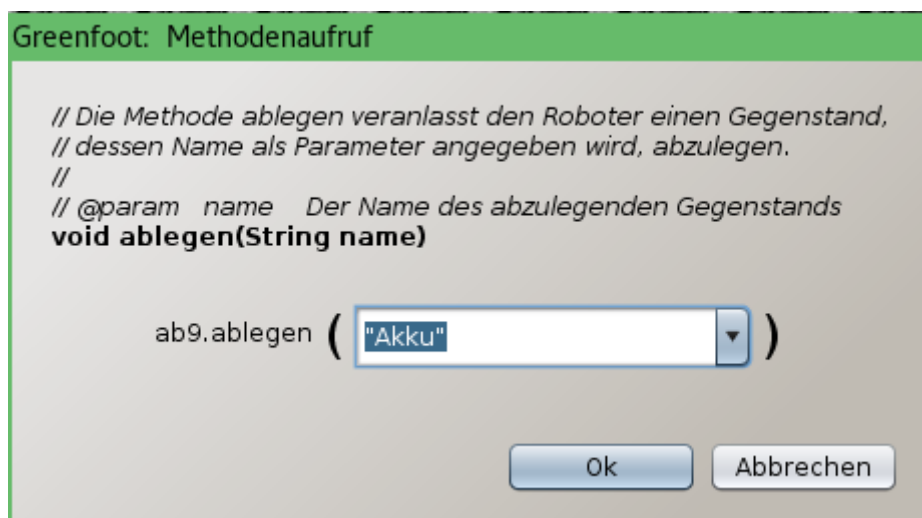 Greenfoot: Methodenaufruf
// Die Methode ablegen veranlasst den Roboter einen Gegenstand,
// dessen Name als Parameter angegeben wird, abzulegen.
//
// @param name Der Name des abzulegenden Gegenstands
void ablegen(String name)
ab9.ablegen ( "Akku" )
Ok Abbrechen